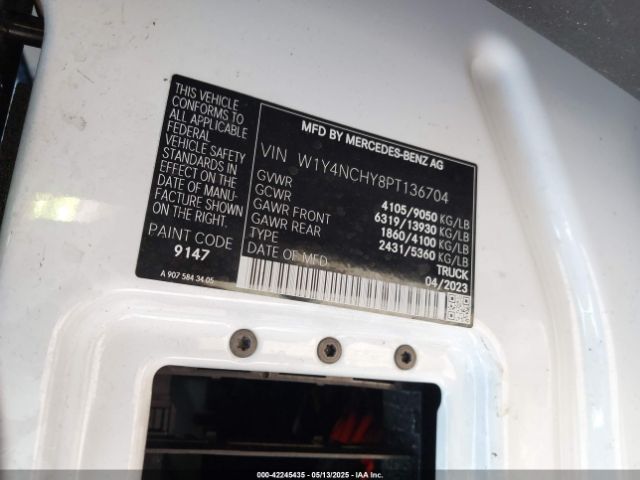 THIS VEHICLE
CONFORMS TO
ALL APPLICABLE
FEDERAL
VEHICLE SAFETY
STANDARDS IN
EFFECT ON THE
DATE OF MANU-
FACTURE SHOWN
ON THE RIGHT.
PAINT CODE
9147
A 907 584 34 05
MFD BY MERCEDES-BENZ AG
VIN W1Y4NCHY8PT136704
GVWR 4105/9050 KG/LB
GCWR 6319/13930 KG/LB
GAWR FRONT 1860/4100 KG/LB
GAWR REAR 2431/5360 KG/LB
TYPE TRUCK
DATE OF MFD 04/2023
000-42245435 - 05/13/2025 - IAA Inc.